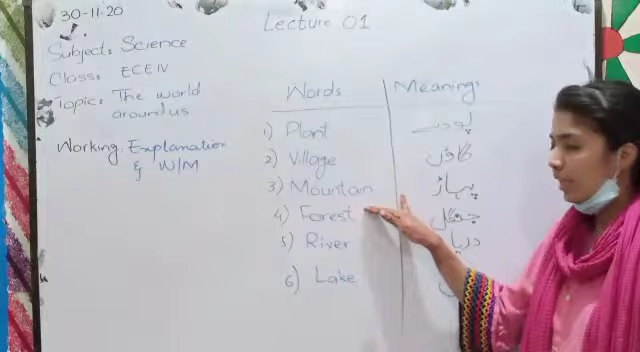 30-11-20
Lecture 01
Subject: Science
Class: ECE IV
Topic: The world
around us
Working: Explanation
& W/M
Words Meanings
1) Plant پودے
2) Village گاؤں
3) Mountain پہاڑ
4) Forest جنگل
5) River دریا
6) Lake